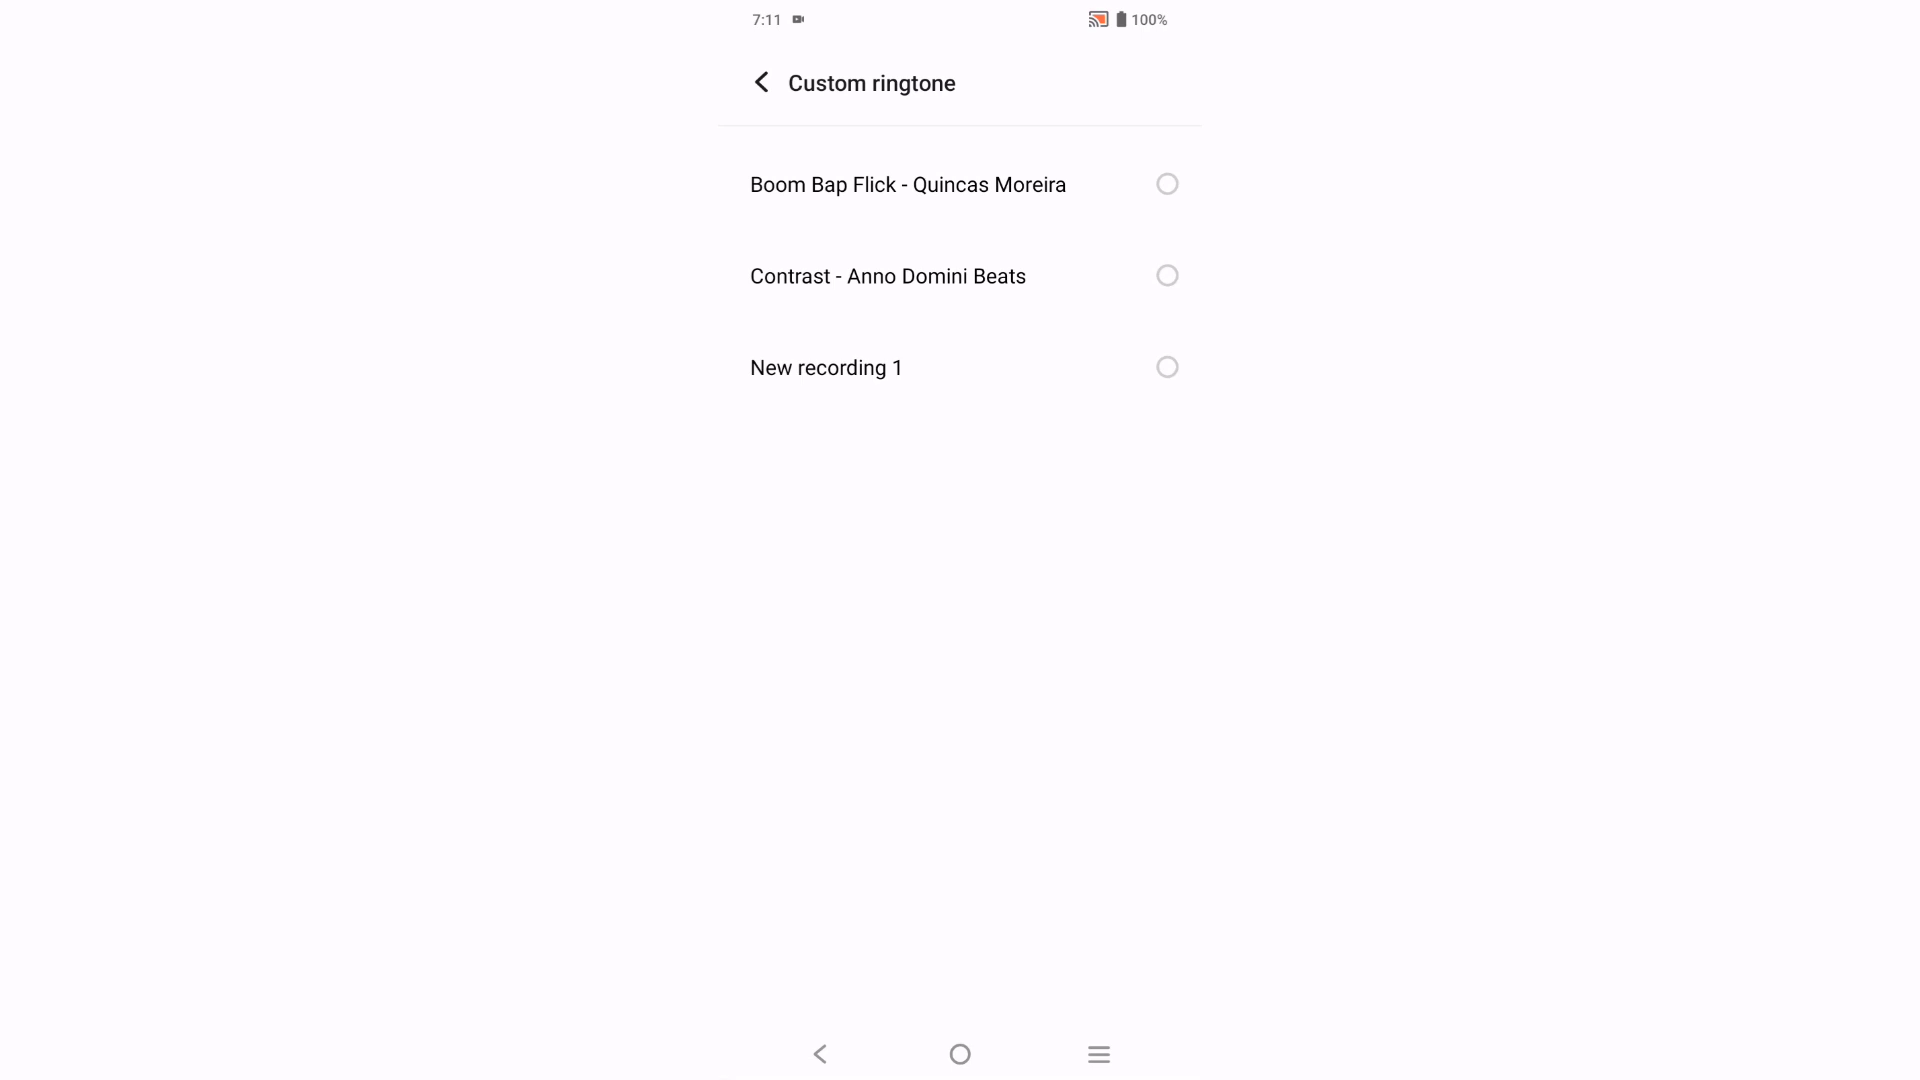 7:11
100%
Custom ringtone
Boom Bap Flick - Quincas Moreira
Contrast - Anno Domini Beats
New recording 1